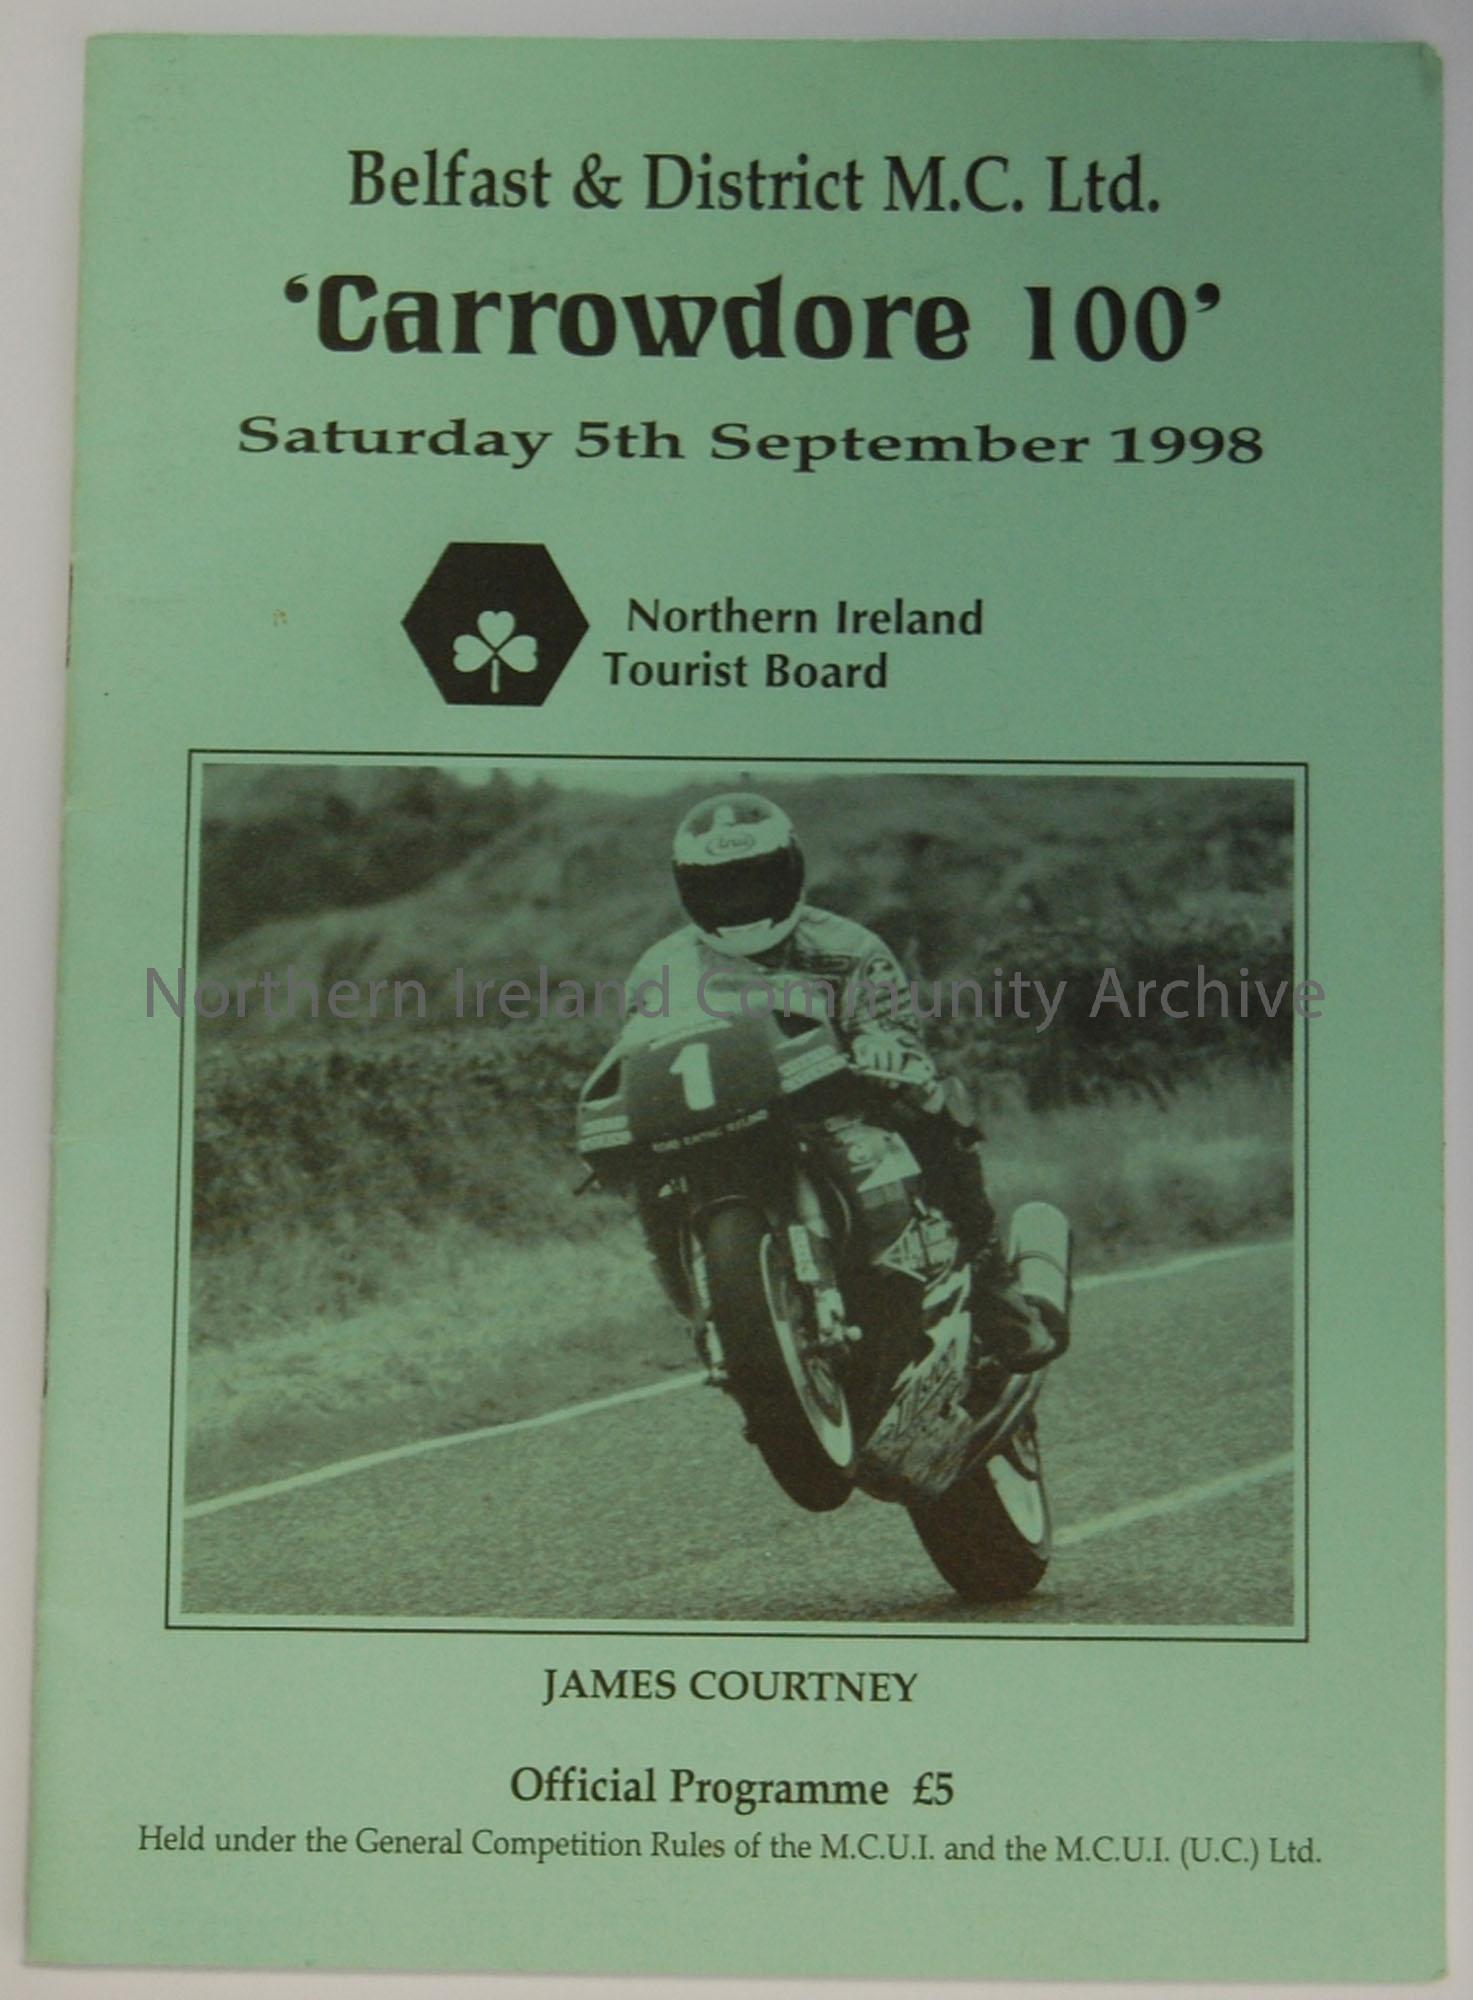 Belfast & District M.C. Ltd.
‘Carrowdore 100’
Saturday 5th September 1998
Northern Ireland
Tourist Board
Arai
Northern Ireland Community Archive
1
JAMES COURTNEY
Official Programme £5
Held under the General Competition Rules of the M.C.U.I. and the M.C.U.I. (U.C.) Ltd.